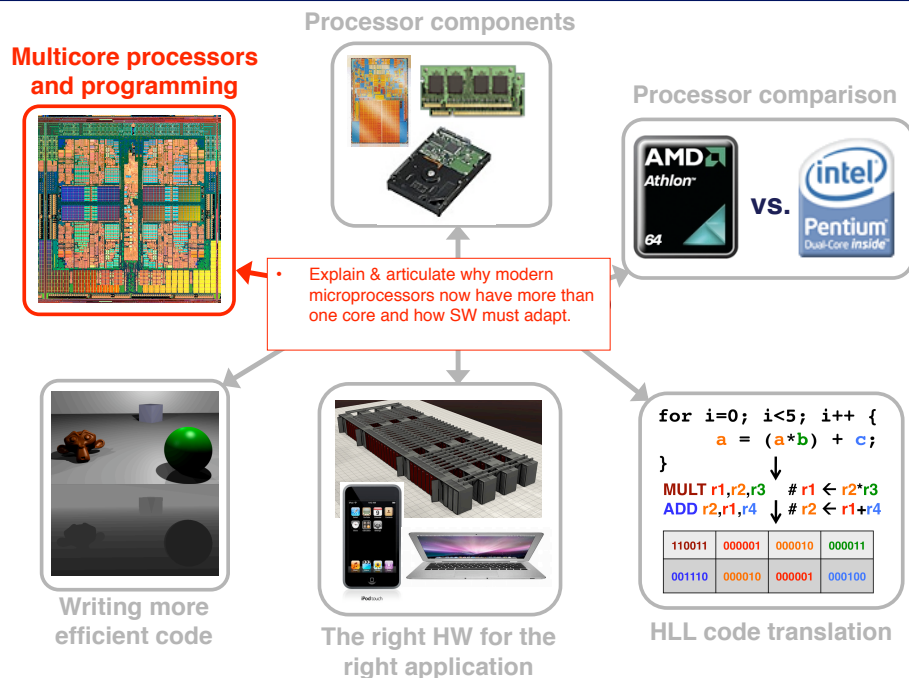 Processor components
Multicore processors
and programming
Processor comparison
AMD
Athlon™
64
vs.
intel
Pentium®
Dual-Core inside™
• Explain & articulate why modern
microprocessors now have more than
one core and how SW must adapt.
for i=0; i<5; i++ {
a = (a*b) + c;
}
MULT r1,r2,r3 # r1 ← r2*r3
ADD r2,r1,r4 # r2 ← r1+r4
110011 000001 000010 000011
001110 000010 000001 000100
iPod touch
Writing more
efficient code
The right HW for the
right application
HLL code translation